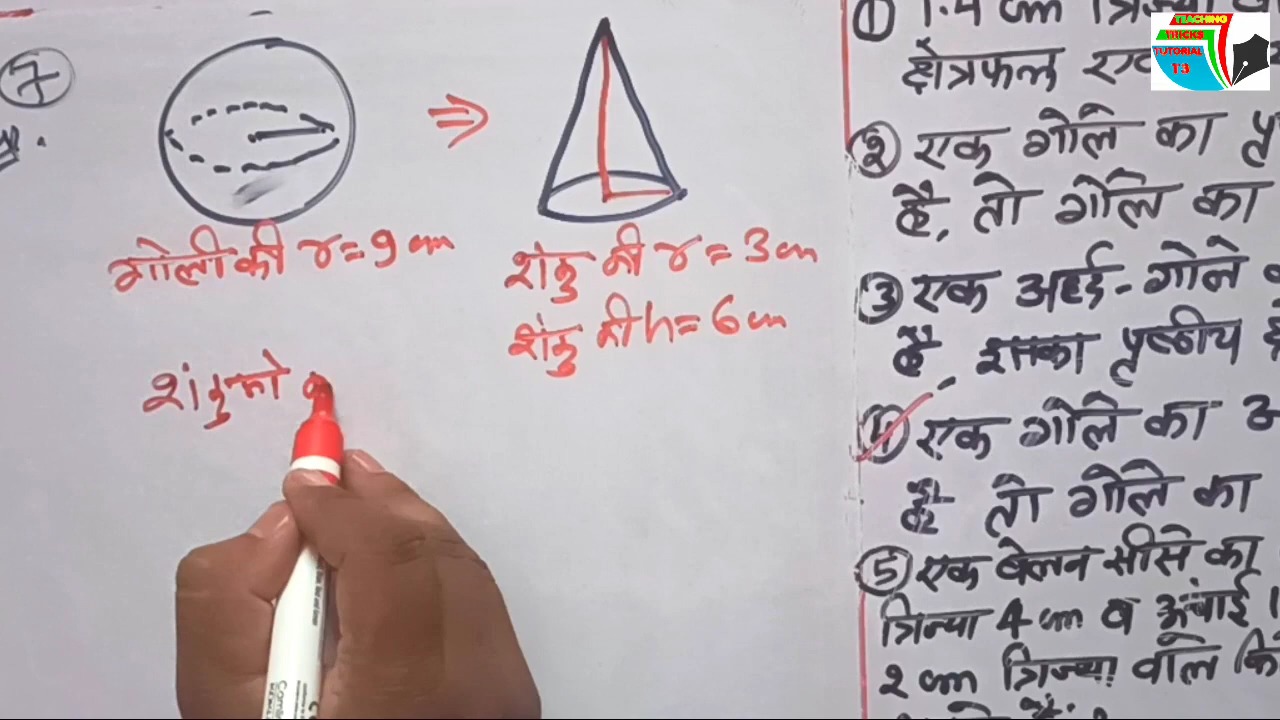 7
गोली की r = 9 cm
शंकु की r = 3 cm
शंकु की h = 6 cm
शंकु को
① 1.4 cm त्रिज्या
क्षेत्रफल
② एक गोले का
है, तो गोले का
③ एक अर्द्ध-गोले
है, इसका पृष्ठीय
④ एक गोले का
है तो गोले का
⑤ एक बेलन सीसे का
त्रिज्या 4 cm व ऊंचाई
2 cm त्रिज्या वाले
TEACHING
TRICKS
TUTORIAL
T3